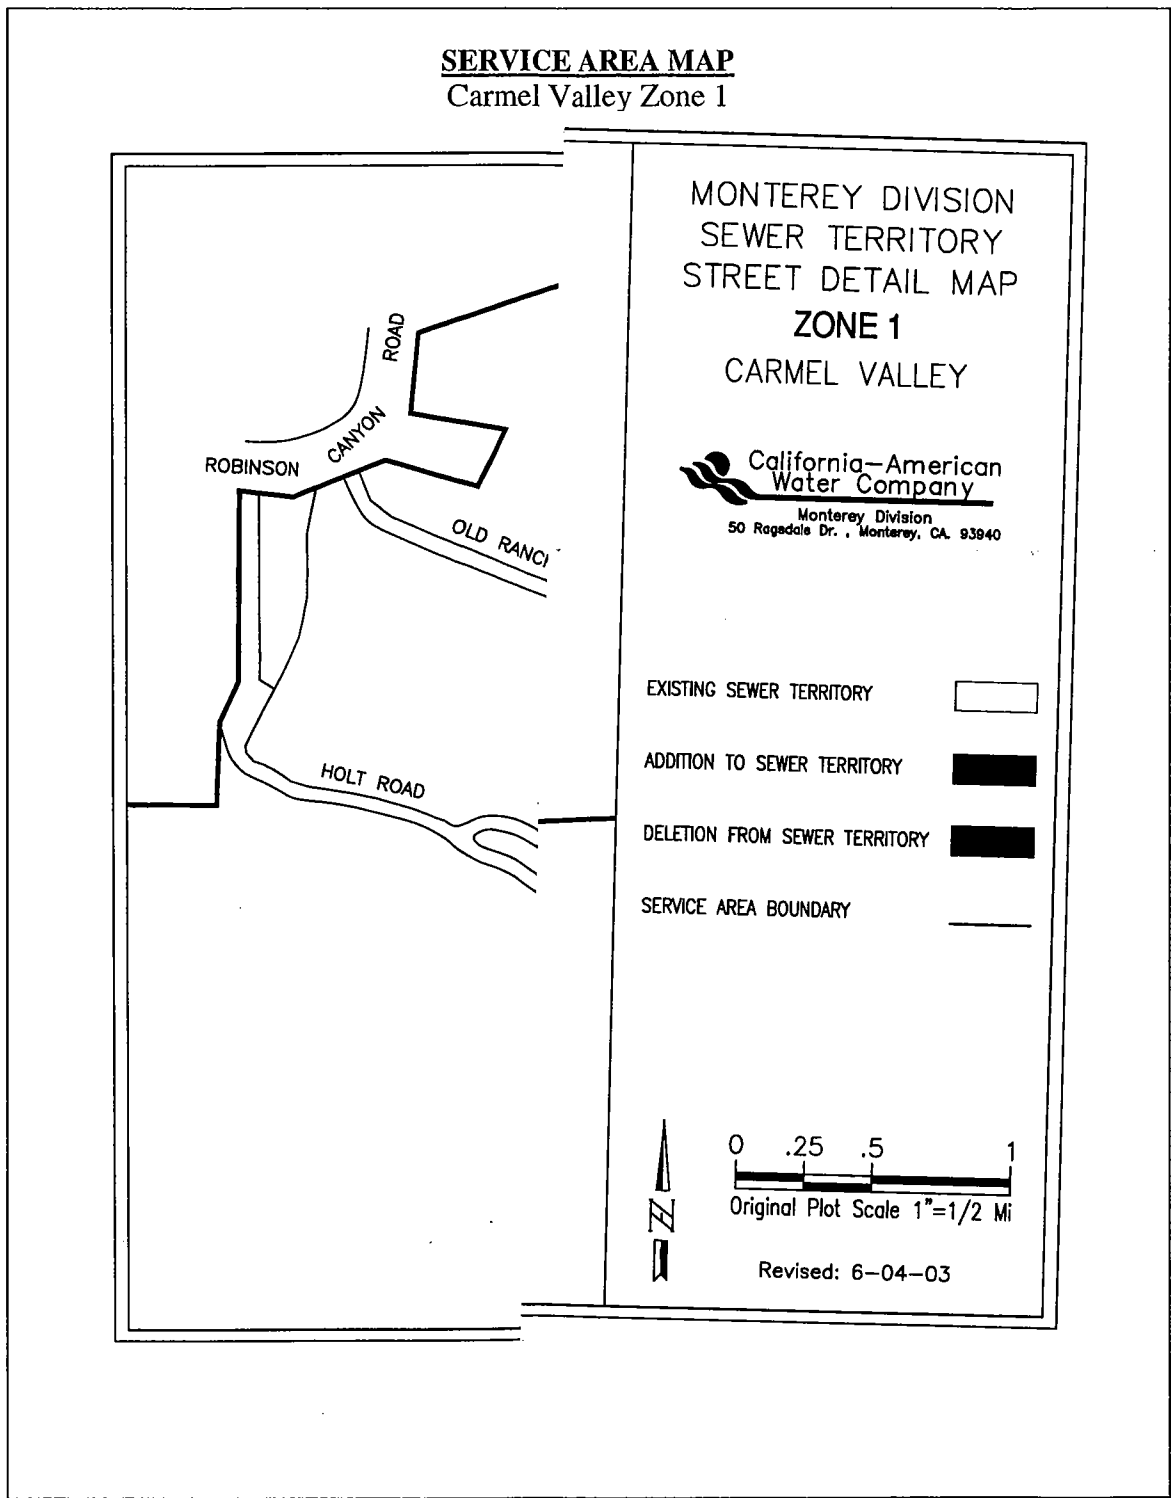 SERVICE AREA MAP
Carmel Valley Zone 1
MONTEREY DIVISION
SEWER TERRITORY
STREET DETAIL MAP
ZONE 1
CARMEL VALLEY
California-American
Water Company
Monterey Division
50 Ragsdale Dr. , Monterey, CA. 93940
ROBINSON CANYON ROAD
OLD RANC
HOLT ROAD
EXISTING SEWER TERRITORY
ADDITION TO SEWER TERRITORY
DELETION FROM SEWER TERRITORY
SERVICE AREA BOUNDARY
0 .25 .5 1
N
Original Plot Scale 1"=1/2 Mi
Revised: 6-04-03